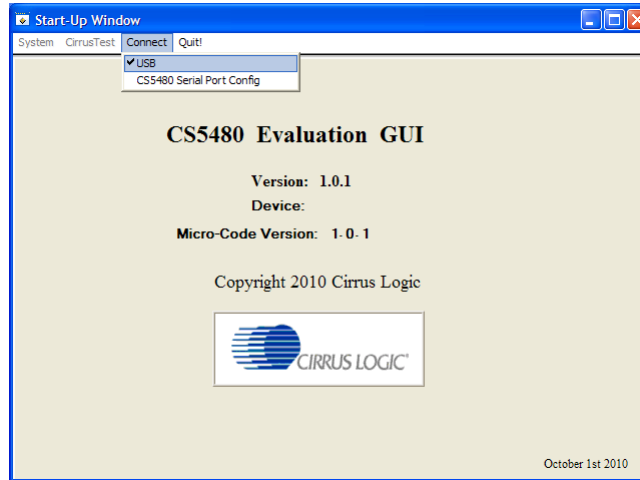 Start-Up Window
System CirrusTest Connect Quit!
USB
CS5480 Serial Port Config
CS5480 Evaluation GUI
Version: 1.0.1
Device:
Micro-Code Version: 1-0-1
Copyright 2010 Cirrus Logic
CIRRUS LOGIC®
October 1st 2010